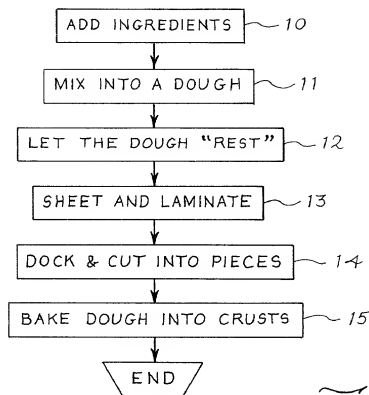 ADD INGREDIENTS 10
MIX INTO A DOUGH 11
LET THE DOUGH "REST" 12
SHEET AND LAMINATE 13
DOCK & CUT INTO PIECES 14
BAKE DOUGH INTO CRUSTS 15
END